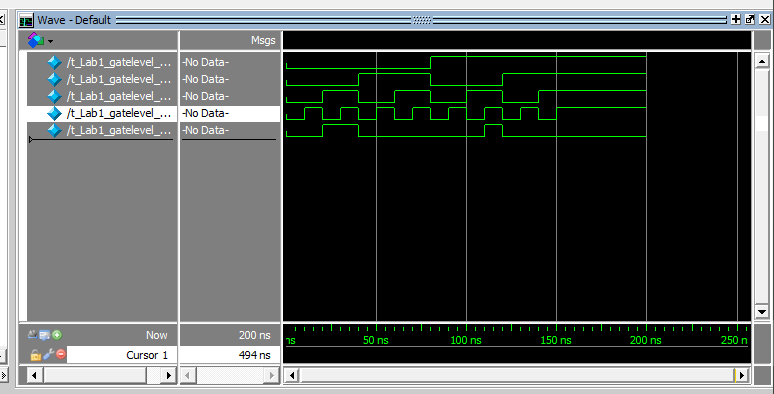 Wave - Default
Msgs
/t_Lab1_gatelevel_... -No Data-
/t_Lab1_gatelevel_... -No Data-
/t_Lab1_gatelevel_... -No Data-
/t_Lab1_gatelevel_... -No Data-
/t_Lab1_gatelevel_... -No Data-
Now 200 ns
Cursor 1 494 ns
ns 50 ns 100 ns 150 ns 200 ns 250 n